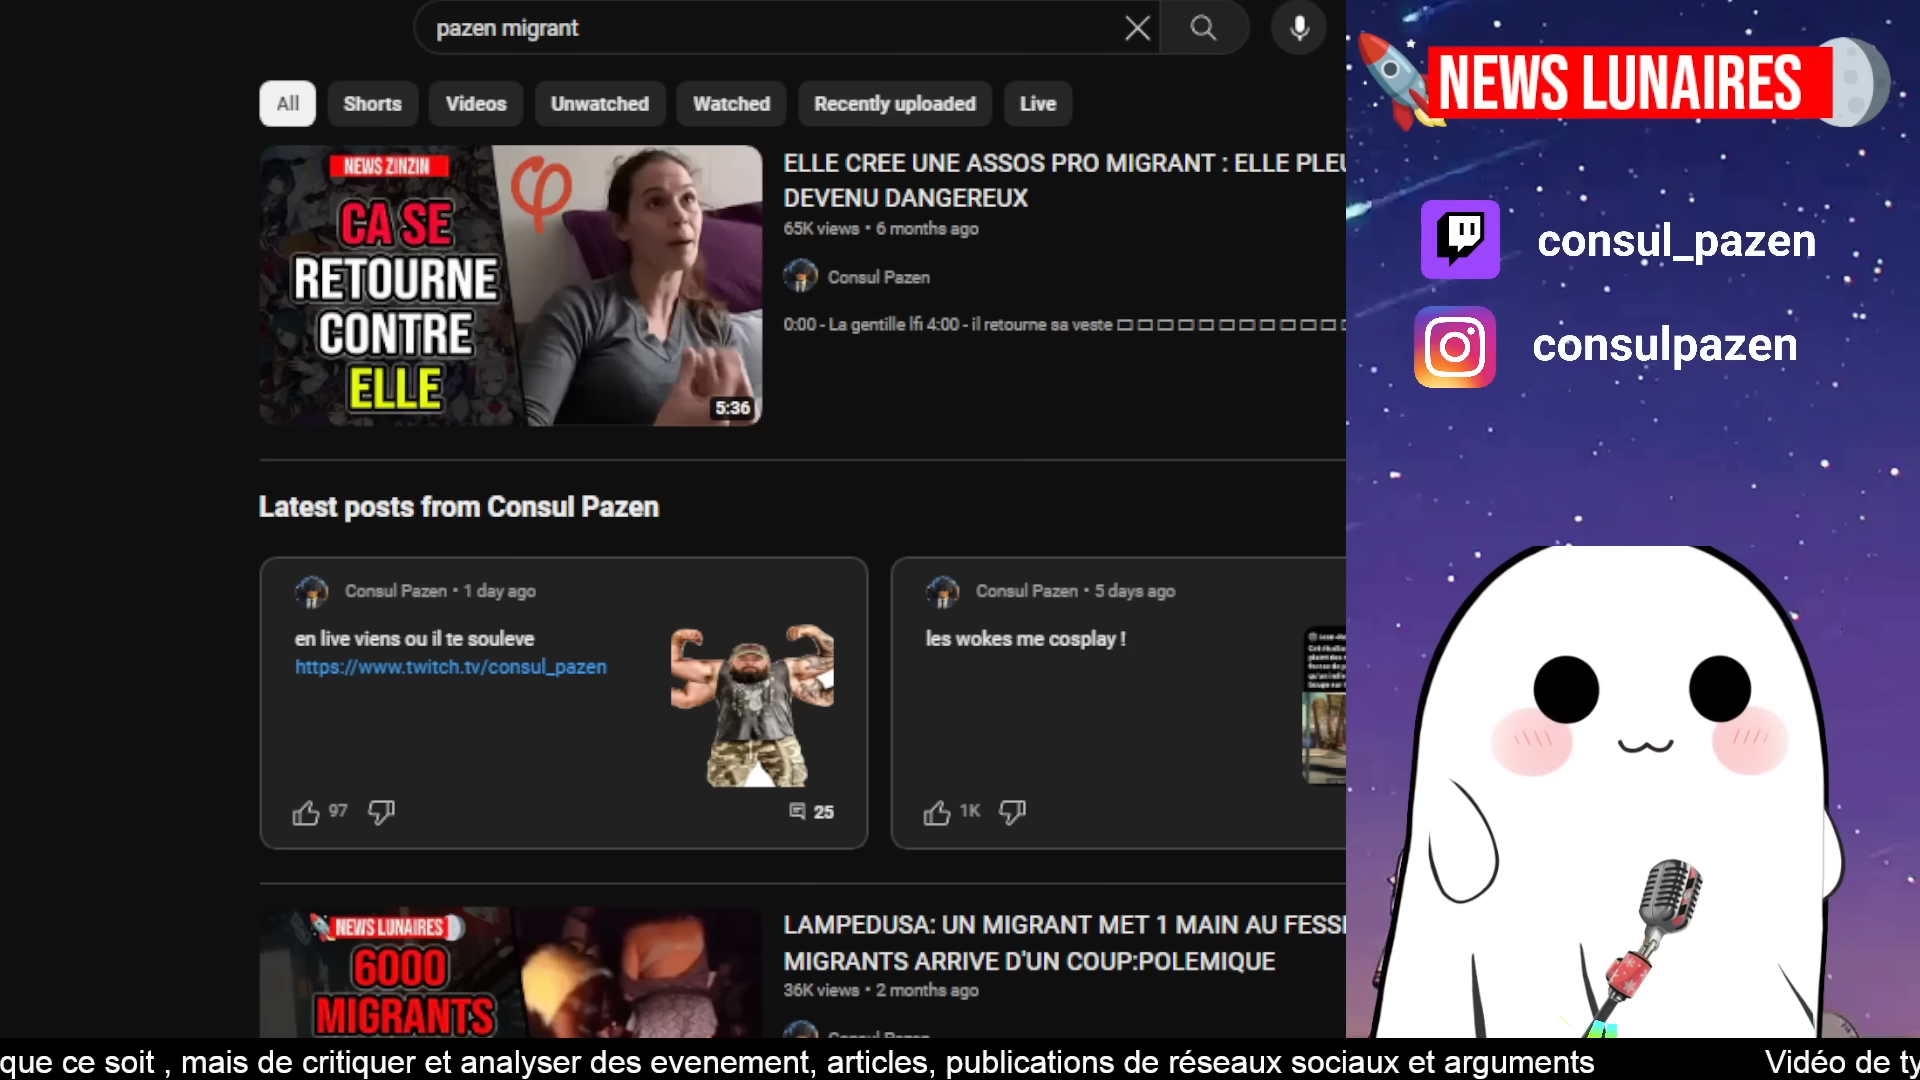 pazen migrant
All
Shorts
Videos
Unwatched
Watched
Recently uploaded
Live
NEWS ZINZIN
CA SE
RETOURNE
CONTRE
ELLE
5:36
ELLE CREE UNE ASSOS PRO MIGRANT : ELLE PLEU
DEVENU DANGEREUX
65K views • 6 months ago
Consul Pazen
0:00 - La gentille lfi 4:00 - il retourne sa veste
Latest posts from Consul Pazen
Consul Pazen • 1 day ago
en live viens ou il te souleve
https://www.twitch.tv/consul_pazen
97
25
Consul Pazen • 5 days ago
les wokes me cosplay !
1K
NEWS LUNAIRES
6000
MIGRANTS
LAMPEDUSA: UN MIGRANT MET 1 MAIN AU FESS
MIGRANTS ARRIVE D'UN COUP:POLEMIQUE
36K views • 2 months ago
Consul Pazen
NEWS LUNAIRES
consul_pazen
consulpazen
que ce soit , mais de critiquer et analyser des evenement, articles, publications de réseaux sociaux et arguments
Vidéo de ty